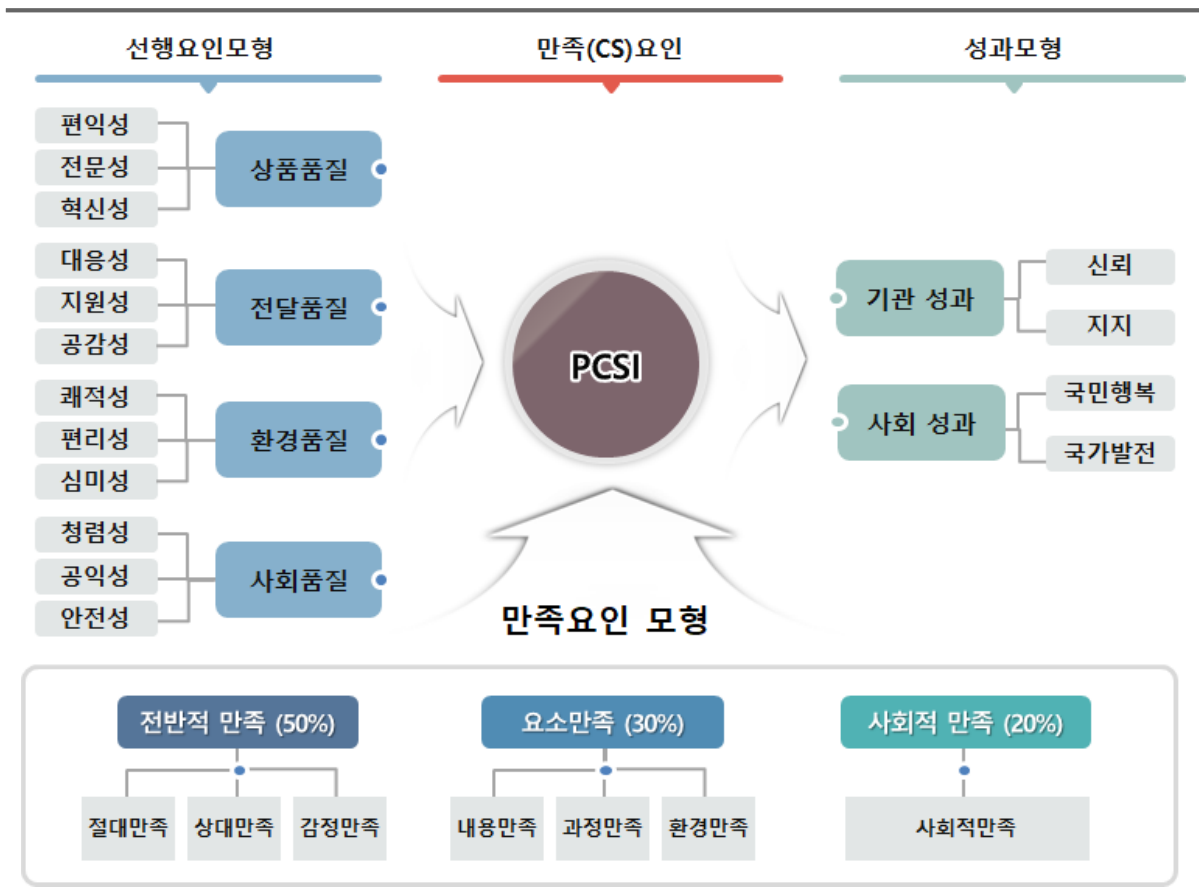 선행요인모형
만족(CS)요인
성과모형
편익성
전문성
혁신성
상품품질
대응성
지원성
공감성
전달품질
쾌적성
편리성
심미성
환경품질
청렴성
공익성
안전성
사회품질
PCSI
만족요인 모형
기관 성과
신뢰
지지
사회 성과
국민행복
국가발전
전반적 만족 (50%)
절대만족
상대만족
감정만족
요소만족 (30%)
내용만족
과정만족
환경만족
사회적 만족 (20%)
사회적만족